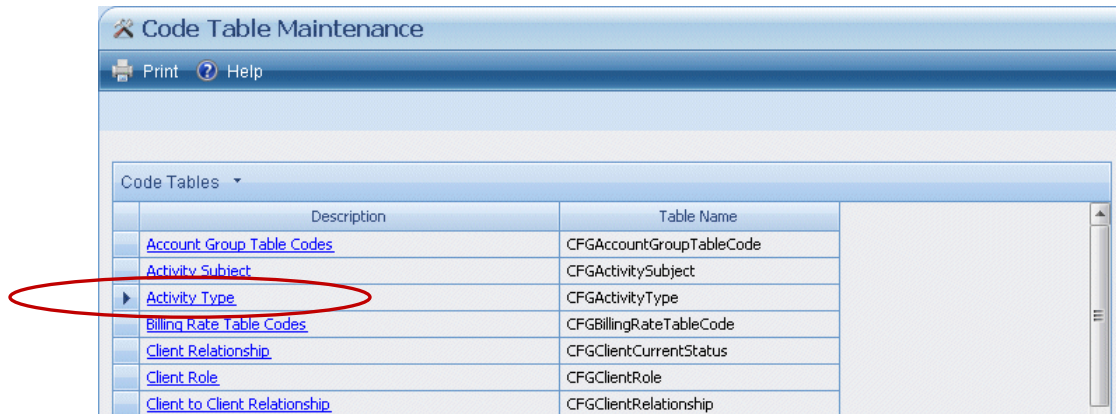 Code Table Maintenance
Print Help
Code Tables
Description Table Name
Account Group Table Codes CFGAccountGroupTableCode
Activity Subject CFGActivitySubject
Activity Type CFGActivityType
Billing Rate Table Codes CFGBillingRateTableCode
Client Relationship CFGClientCurrentStatus
Client Role CFGClientRole
Client to Client Relationship CFGClientRelationship